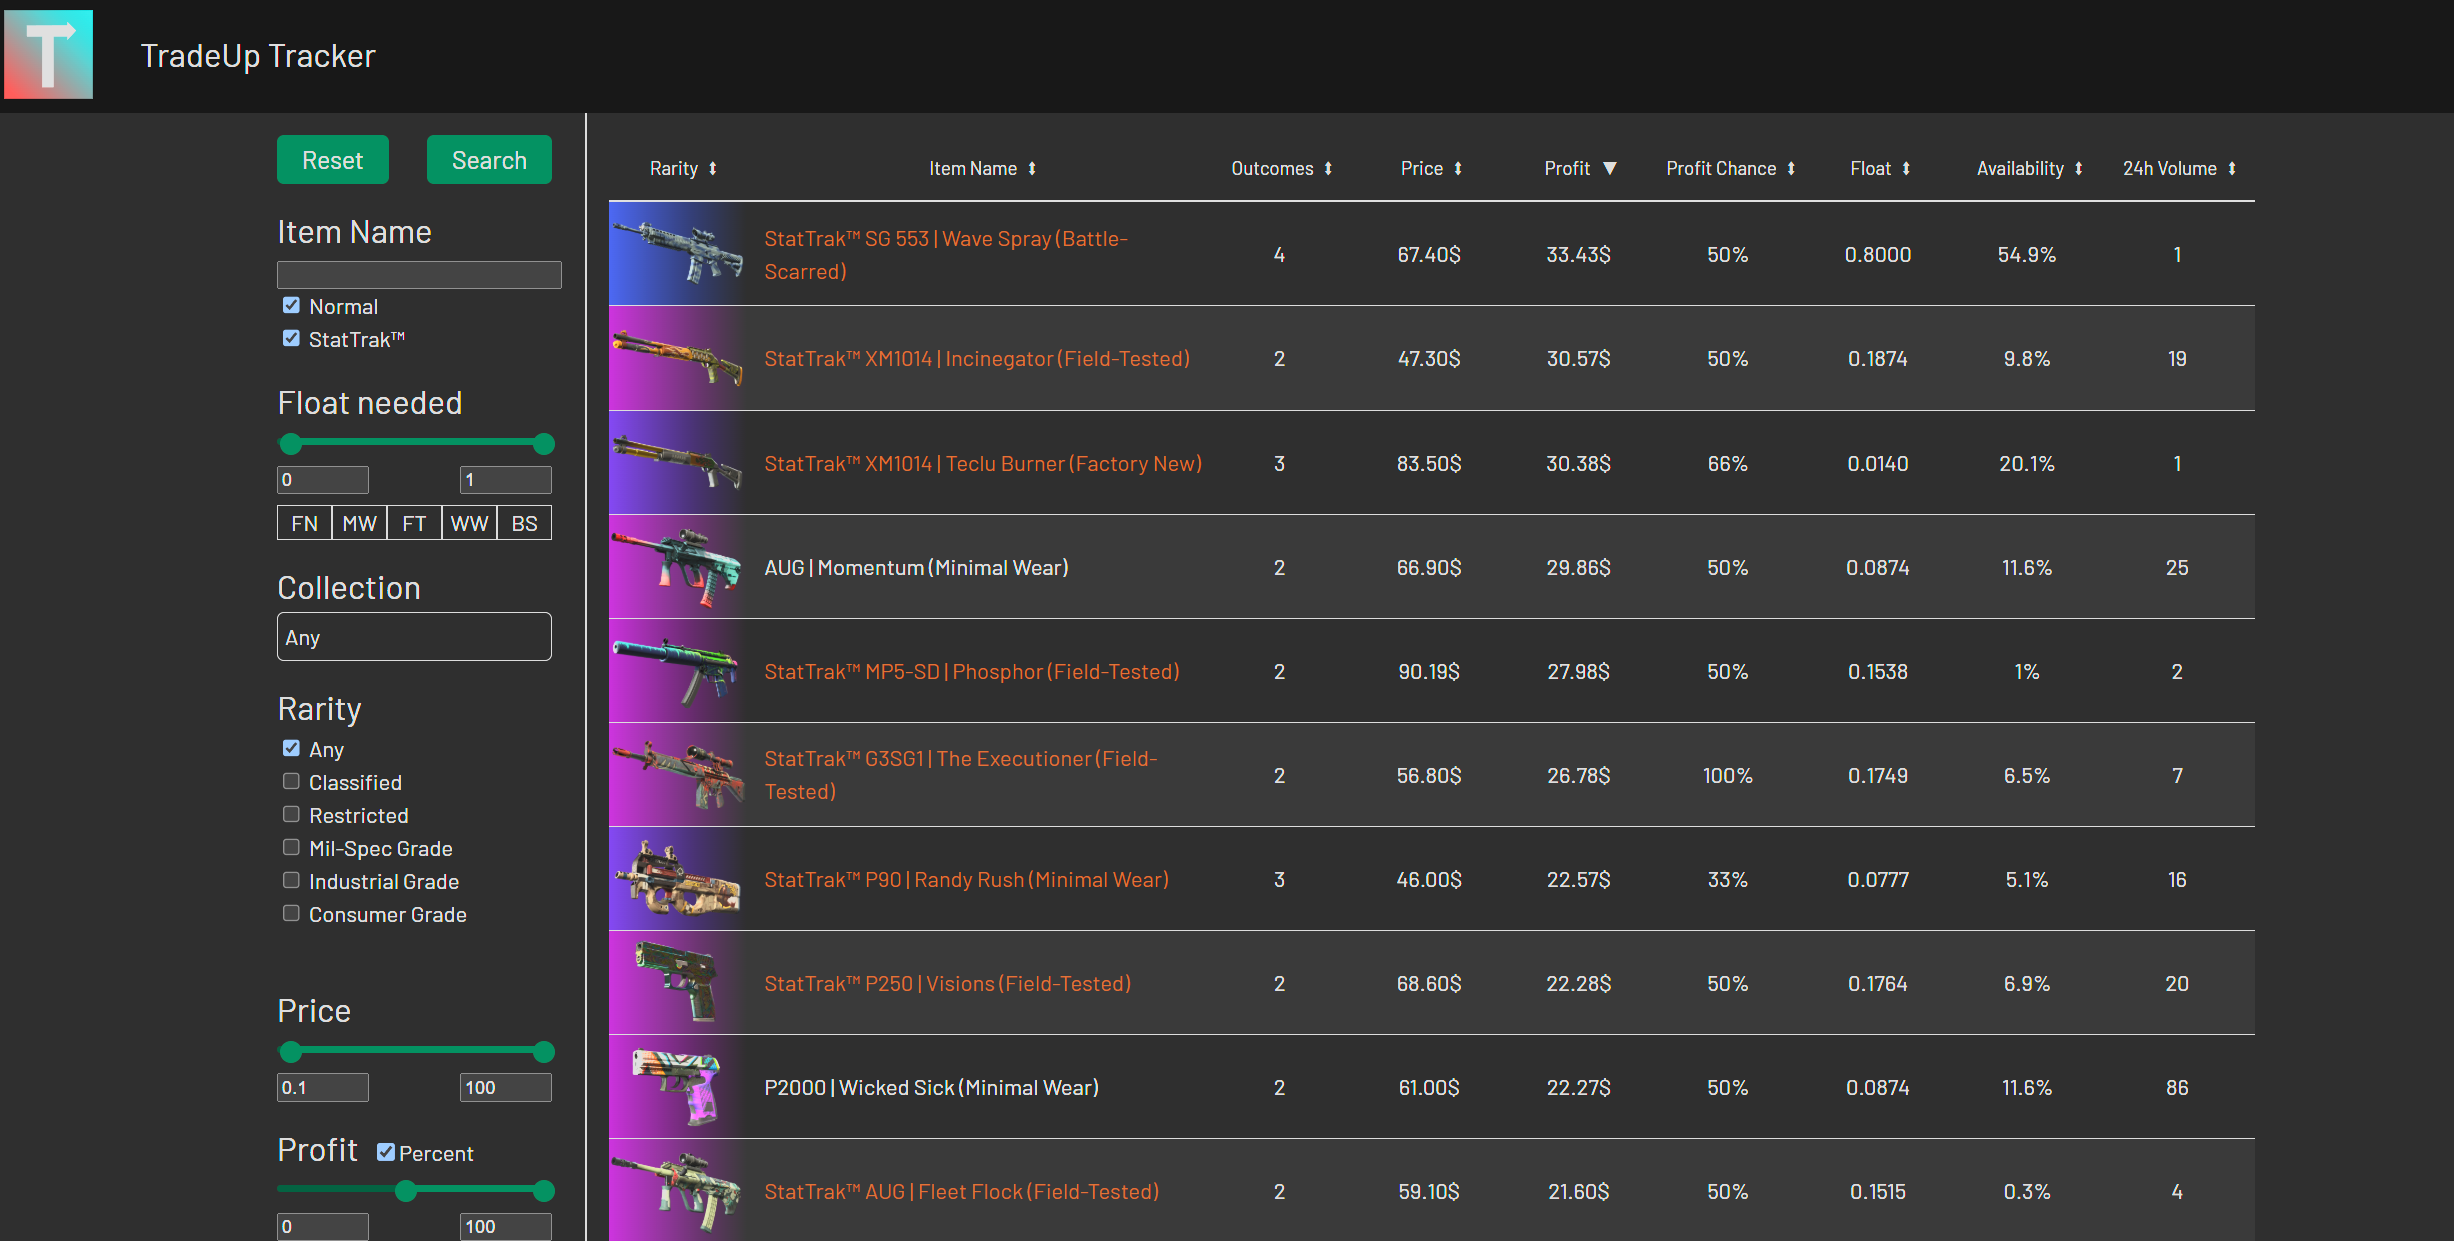 T
TradeUp Tracker
Reset Search
Item Name
Normal
StatTrak™
Float needed
0 1
FN MW FT WW BS
Collection
Any
Rarity
Any
Classified
Restricted
Mil-Spec Grade
Industrial Grade
Consumer Grade
Price
0.1 100
Profit Percent
0 100
Rarity Item Name Outcomes Price Profit ▼ Profit Chance Float Availability 24h Volume
StatTrak™ SG 553 | Wave Spray (Battle-
Scarred)
4 67.40$ 33.43$ 50% 0.8000 54.9% 1
StatTrak™ XM1014 | Incinegator (Field-Tested) 2 47.30$ 30.57$ 50% 0.1874 9.8% 19
StatTrak™ XM1014 | Teclu Burner (Factory New) 3 83.50$ 30.38$ 66% 0.0140 20.1% 1
AUG | Momentum (Minimal Wear) 2 66.90$ 29.86$ 50% 0.0874 11.6% 25
StatTrak™ MP5-SD | Phosphor (Field-Tested) 2 90.19$ 27.98$ 50% 0.1538 1% 2
StatTrak™ G3SG1 | The Executioner (Field-
Tested)
2 56.80$ 26.78$ 100% 0.1749 6.5% 7
StatTrak™ P90 | Randy Rush (Minimal Wear) 3 46.00$ 22.57$ 33% 0.0777 5.1% 16
StatTrak™ P250 | Visions (Field-Tested) 2 68.60$ 22.28$ 50% 0.1764 6.9% 20
P2000 | Wicked Sick (Minimal Wear) 2 61.00$ 22.27$ 50% 0.0874 11.6% 86
StatTrak™ AUG | Fleet Flock (Field-Tested) 2 59.10$ 21.60$ 50% 0.1515 0.3% 4